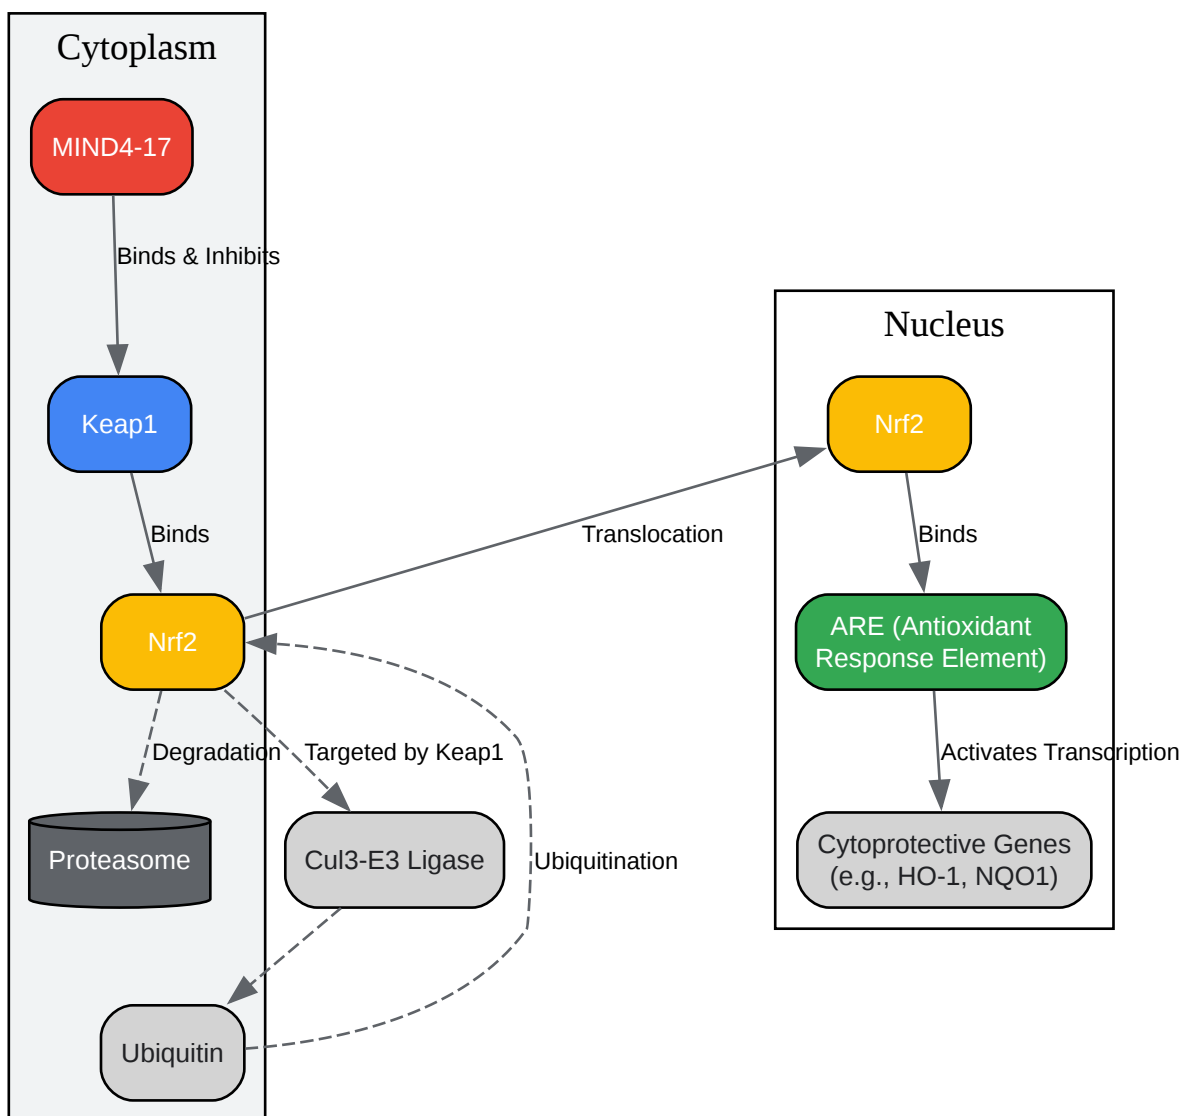 Cytoplasm
MIND4-17
Binds & Inhibits
Nucleus
Keap1
Nrf2
Binds
Translocation
Binds
Nrf2
ARE (Antioxidant
Response Element)
Degradation
Targeted by Keap1
Activates Transcription
Proteasome
Cul3-E3 Ligase
Ubiquitination
Cytoprotective Genes
(e.g., HO-1, NQO1)
Ubiquitin